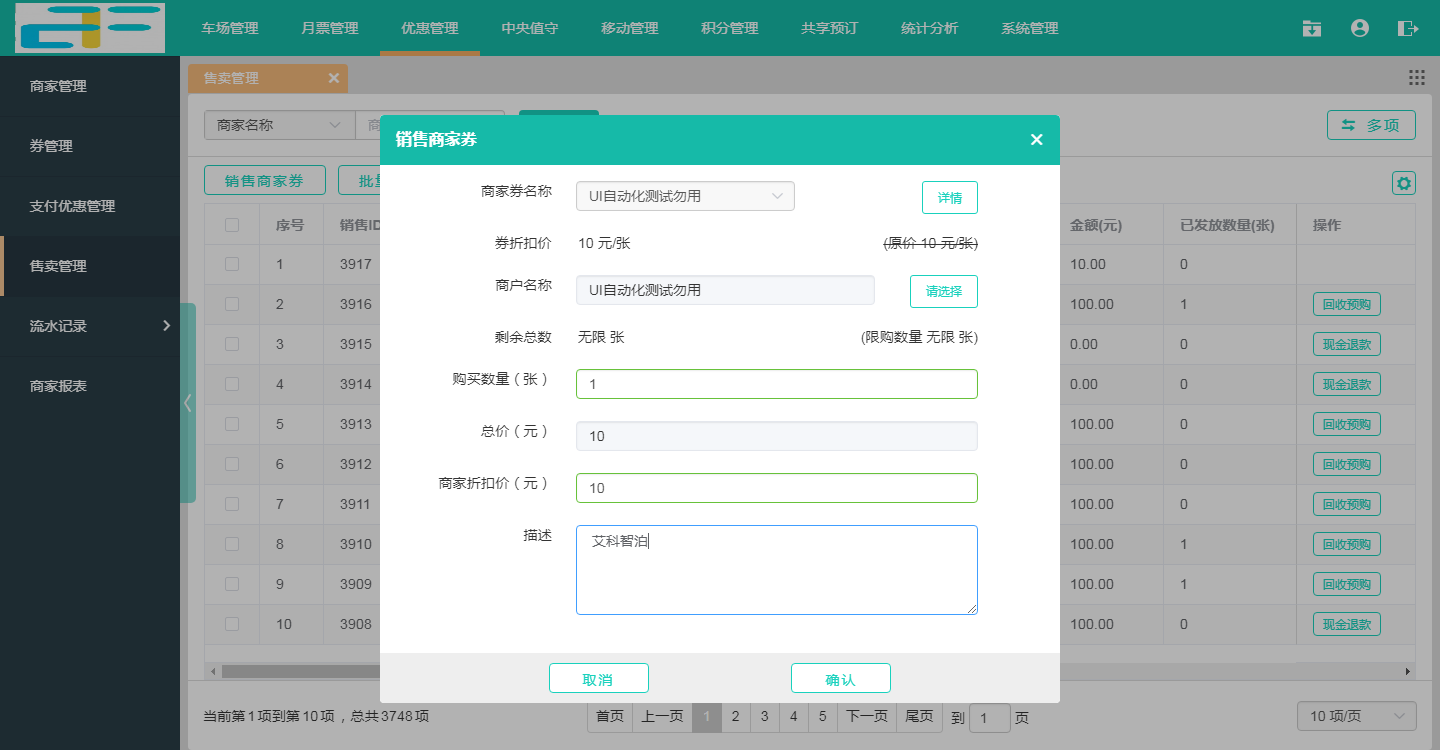 车场管理 月票管理 优惠管理 中央值守 移动管理 积分管理 共享预订 统计分析 系统管理
商家管理
券管理
支付优惠管理
售卖管理
流水记录
商家报表
售卖管理
商家名称 多项
销售商家券
序号 销售ID 金额(元) 已发放数量(张) 操作
1 3917 10.00 0
2 3916 100.00 1 回收预购
3 3915 0.00 0 现金退款
4 3914 0.00 0 现金退款
5 3913 100.00 0 回收预购
6 3912 100.00 0 回收预购
7 3911 100.00 0 回收预购
8 3910 100.00 1 回收预购
9 3909 100.00 1 回收预购
10 3908 100.00 0 现金退款
销售商家券
商家券名称 UI自动化测试勿用 详情
券折扣价 10 元/张 (原价 10 元/张)
商户名称 UI自动化测试勿用 请选择
剩余总数 无限 张 (限购数量 无限 张)
购买数量（张） 1
总价（元） 10
商家折扣价（元） 10
描述 艾科智泊
取消 确认
当前第1项到第10项，总共3748项 首页 上一页 1 2 3 4 5 下一页 尾页 到 1 页 10 项/页